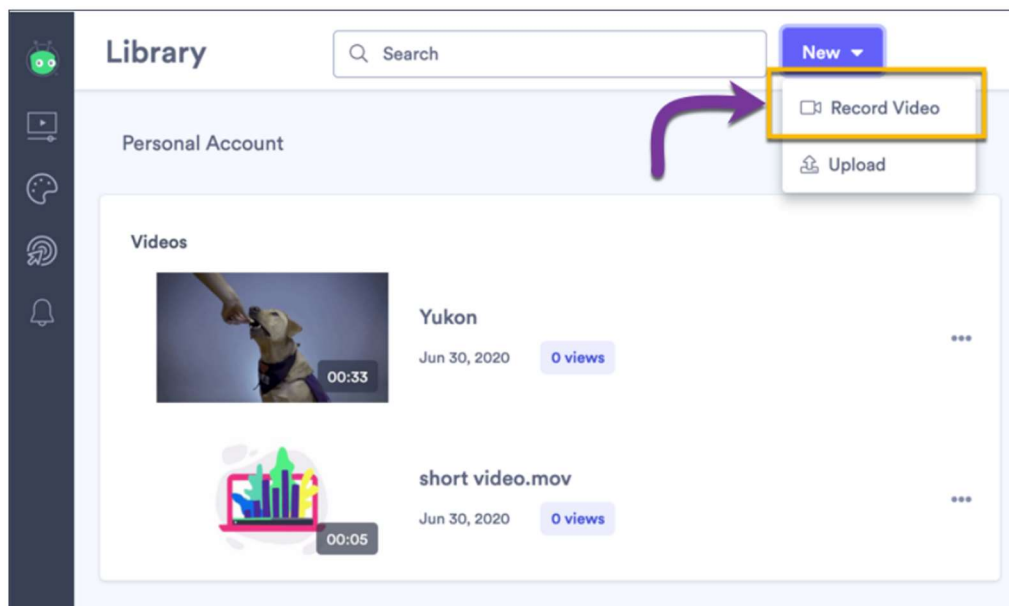 Library
Search
New
Record Video
Personal Account
Upload
Videos
Yukon
Jun 30, 2020
0 views
00:33
short video.mov
Jun 30, 2020
0 views
00:05